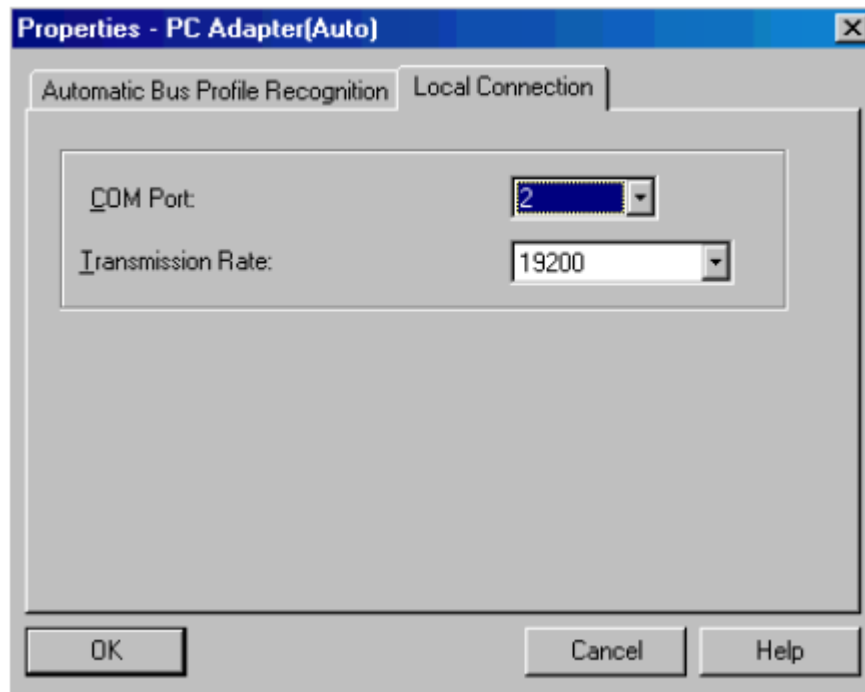 Properties - PC Adapter(Auto)
Automatic Bus Profile Recognition Local Connection
COM Port: 2
Transmission Rate: 19200
OK Cancel Help